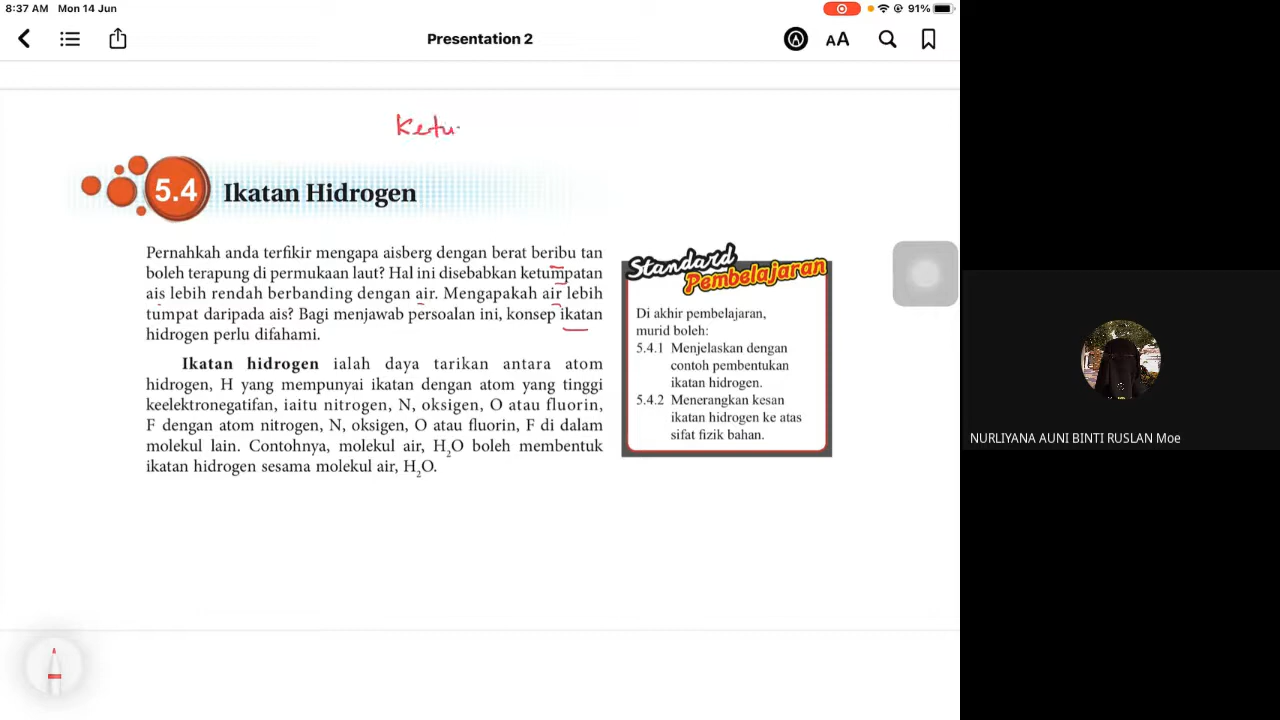 8:37 AM Mon 14 Jun
91%
Presentation 2
AA
Ketu
5.4 Ikatan Hidrogen
Pernahkah anda terfikir mengapa aisberg dengan berat beribu tan
boleh terapung di permukaan laut? Hal ini disebabkan ketumpatan
ais lebih rendah berbanding dengan air. Mengapakah air lebih
tumpat daripada ais? Bagi menjawab persoalan ini, konsep ikatan
hidrogen perlu difahami.
Ikatan hidrogen ialah daya tarikan antara atom
hidrogen, H yang mempunyai ikatan dengan atom yang tinggi
keelektronegatifan, iaitu nitrogen, N, oksigen, O atau fluorin,
F dengan atom nitrogen, N, oksigen, O atau fluorin, F di dalam
molekul lain. Contohnya, molekul air, H₂O boleh membentuk
ikatan hidrogen sesama molekul air, H₂O.
Standard
Pembelajaran
Di akhir pembelajaran,
murid boleh:
5.4.1 Menjelaskan dengan
contoh pembentukan
ikatan hidrogen.
5.4.2 Menerangkan kesan
ikatan hidrogen ke atas
sifat fizik bahan.
NURLIYANA AUNI BINTI RUSLAN Moe